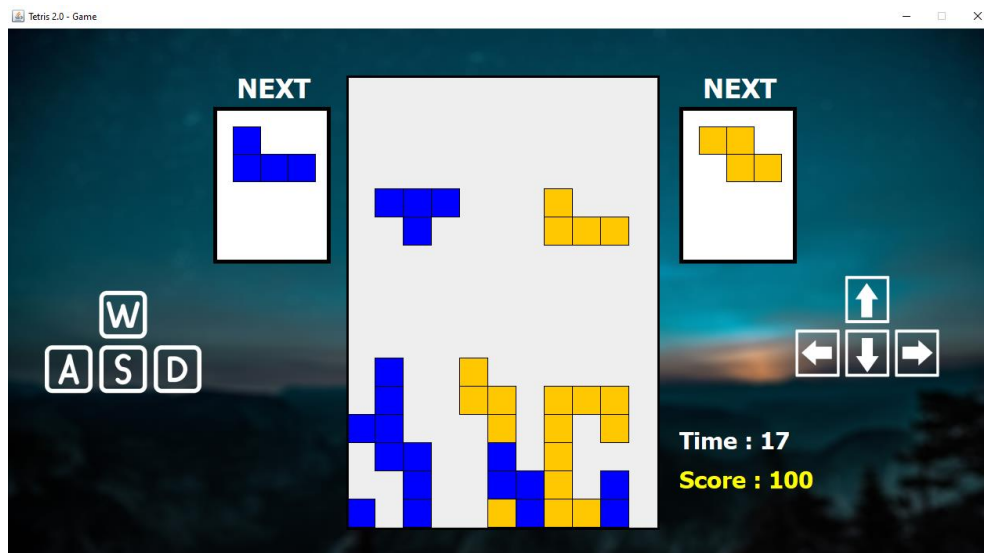 Tetris 2.0 - Game
NEXT
NEXT
W
A S D
Time : 17
Score : 100